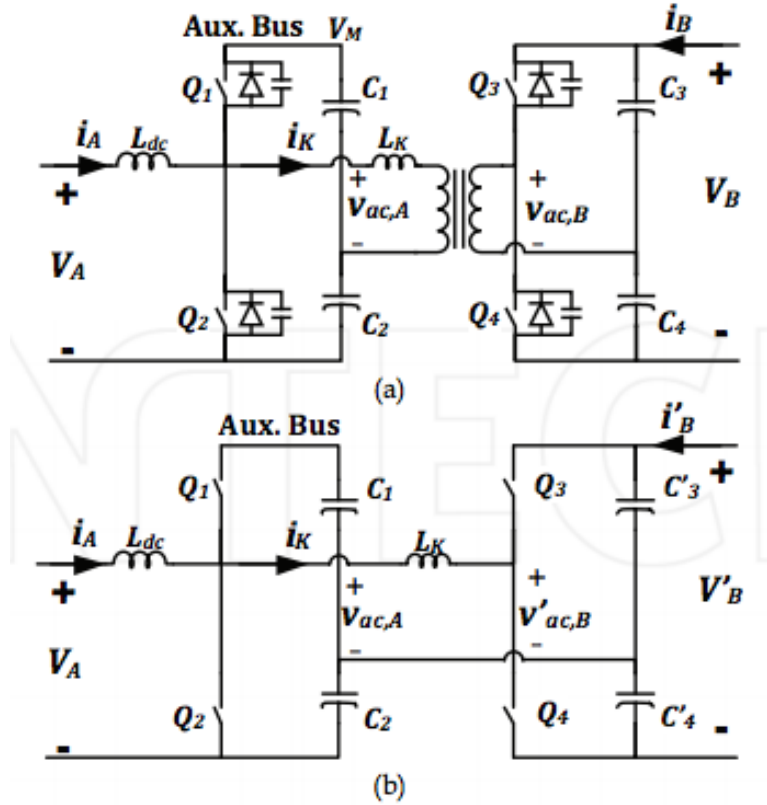 Aux. Bus V_M i_B
+
Q_1 C_1 Q_3 C_3
i_A L_dc i_K L_K
+ + +
v_ac,A v_ac,B V_B
V_A - -
Q_2 C_2 Q_4 C_4
- -
(a)
Aux. Bus i'_B
+
Q_1 C_1 Q_3 C'_3
i_A L_dc i_K L_K
+ + +
v_ac,A v'_ac,B V'_B
V_A - -
Q_2 C_2 Q_4 C'_4
- -
(b)